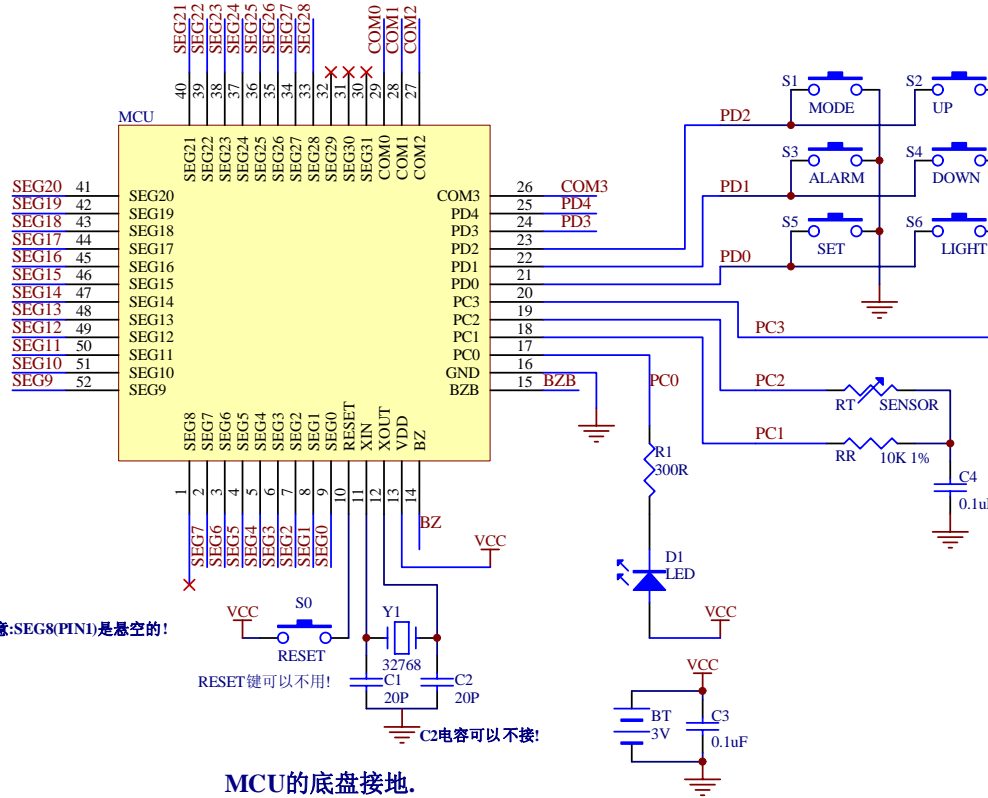 SEG21
SEG22
SEG23
SEG24
SEG25
SEG26
SEG27
SEG28
COM0
COM1
COM2
40
39
38
37
36
35
34
33
32
31
30
29
28
27
MCU
SEG21
SEG22
SEG23
SEG24
SEG25
SEG26
SEG27
SEG28
SEG29
SEG30
SEG31
COM0
COM1
COM2
SEG20 41 SEG20
SEG19 42 SEG19
SEG18 43 SEG18
SEG17 44 SEG17
SEG16 45 SEG16
SEG15 46 SEG15
SEG14 47 SEG14
SEG13 48 SEG13
SEG12 49 SEG12
SEG11 50 SEG11
SEG10 51 SEG10
SEG9 52 SEG9
COM3 26 COM3
PD4 25 PD4
PD3 24 PD3
PD2 23
PD1 22
PD0 21
PC3 20
PC2 19
PC1 18
PC0 17
GND 16
BZB 15 BZB
SEG8
SEG7
SEG6
SEG5
SEG4
SEG3
SEG2
SEG1
SEG0
RESET
XIN
XOUT
VDD
BZ
1
2
3
4
5
6
7
8
9
10
11
12
13
14
SEG7
SEG6
SEG5
SEG4
SEG3
SEG2
SEG1
SEG0
BZ
VCC
PD2
PD1
PD0
S1
MODE
S2
UP
S3
ALARM
S4
DOWN
S5
SET
S6
LIGHT
PC3
PC2
RT SENSOR
PC1
RR 10K 1%
C4
0.1u
PC0
R1
300R
D1
LED
VCC
:SEG8(PIN1)是悬空的!
VCC
S0
RESET
RESET键可以不用!
Y1
32768
C1
20P
C2
20P
C2电容可以不接!
VCC
BT
3V
C3
0.1uF
MCU的底盘接地.